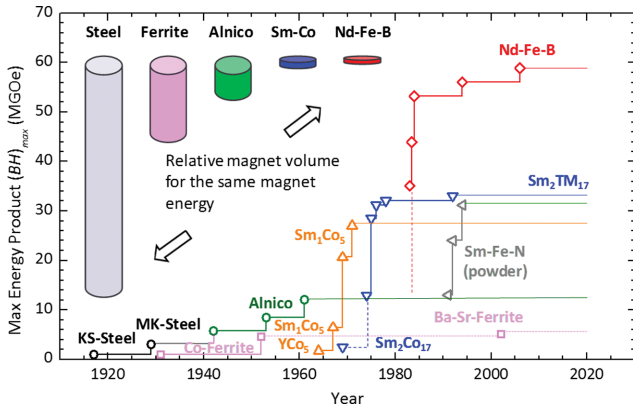 Steel Ferrite Alnico Sm-Co Nd-Fe-B
Nd-Fe-B
Relative magnet volume
for the same magnet
energy
Sm₂TM₁₇
Sm₁Co₅
Sm-Fe-N
(powder)
Alnico
MK-Steel
KS-Steel
Co-Ferrite
Sm₁Co₅
YCo₅
Sm₂Co₁₇
Ba-Sr-Ferrite
Max Energy Product (BH)max (MGOe)
70
60
50
40
30
20
10
0
1920 1940 1960 1980 2000 2020
Year